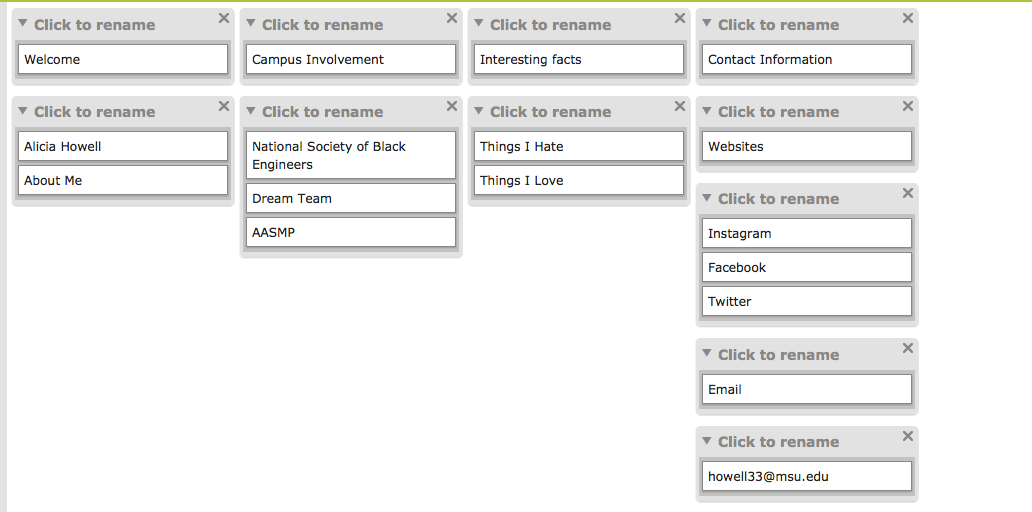 Click to rename
Welcome
Click to rename
Alicia Howell
About Me
Click to rename
Campus Involvement
Click to rename
National Society of Black
Engineers
Dream Team
AASMP
Click to rename
Interesting facts
Click to rename
Things I Hate
Things I Love
Click to rename
Contact Information
Click to rename
Websites
Click to rename
Instagram
Facebook
Twitter
Click to rename
Email
Click to rename
howell33@msu.edu